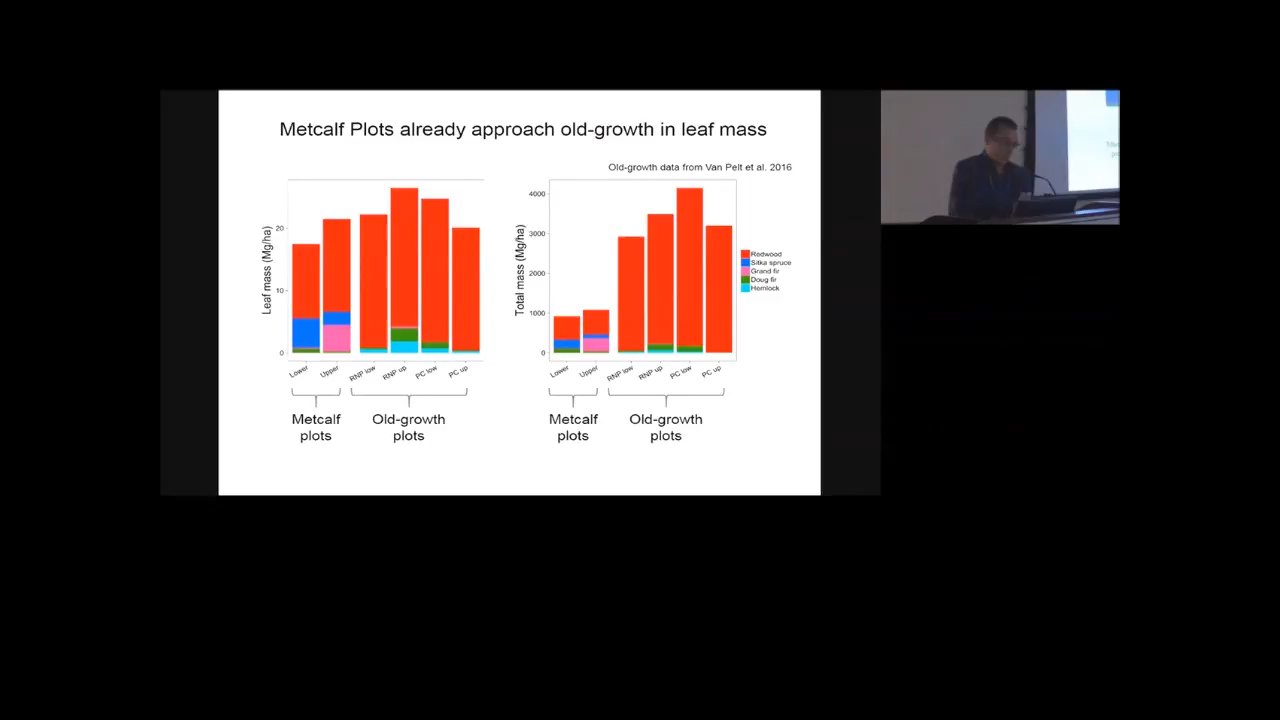 Metcalf Plots already approach old-growth in leaf mass
Old-growth data from Van Pelt et al. 2016
Leaf mass (Mg/ha)
20
10
0
Lower
Upper
RNP low
RNP up
PC low
PC up
Metcalf
plots
Old-growth
plots
Total mass (Mg/ha)
4000
3000
2000
1000
0
Lower
Upper
RNP low
RNP up
PC low
PC up
Metcalf
plots
Old-growth
plots
Redwood
Sitka spruce
Grand fir
Doug fir
Hemlock